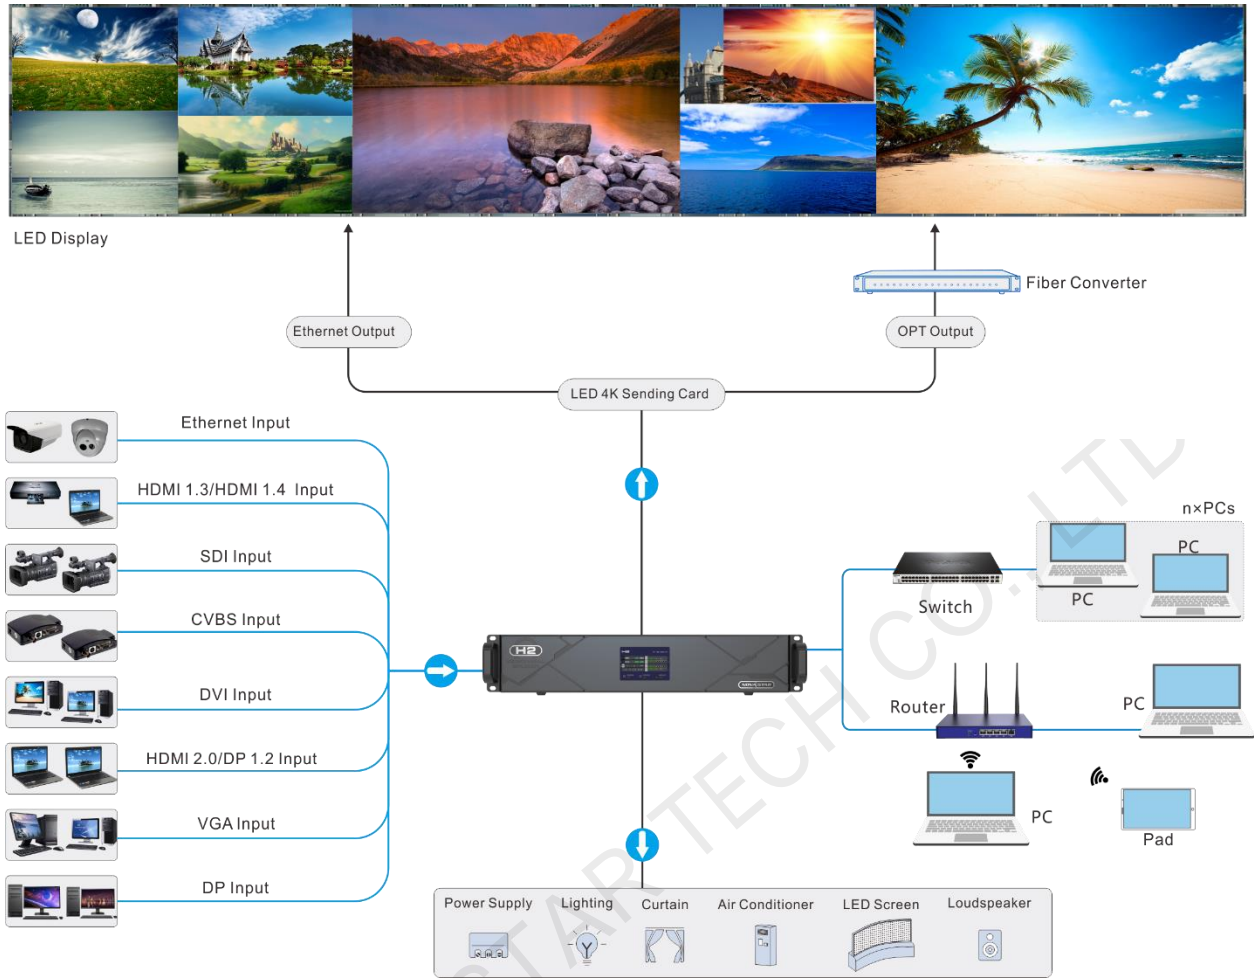 LED Display
Fiber Converter
Ethernet Output
OPT Output
LED 4K Sending Card
Ethernet Input
HDMI 1.3/HDMI 1.4 Input
SDI Input
CVBS Input
DVI Input
HDMI 2.0/DP 1.2 Input
VGA Input
DP Input
H2
n×PCs
PC
PC
Switch
Router
PC
PC
Pad
Power Supply
Lighting
Curtain
Air Conditioner
LED Screen
Loudspeaker
STARTECH CO.,LTD